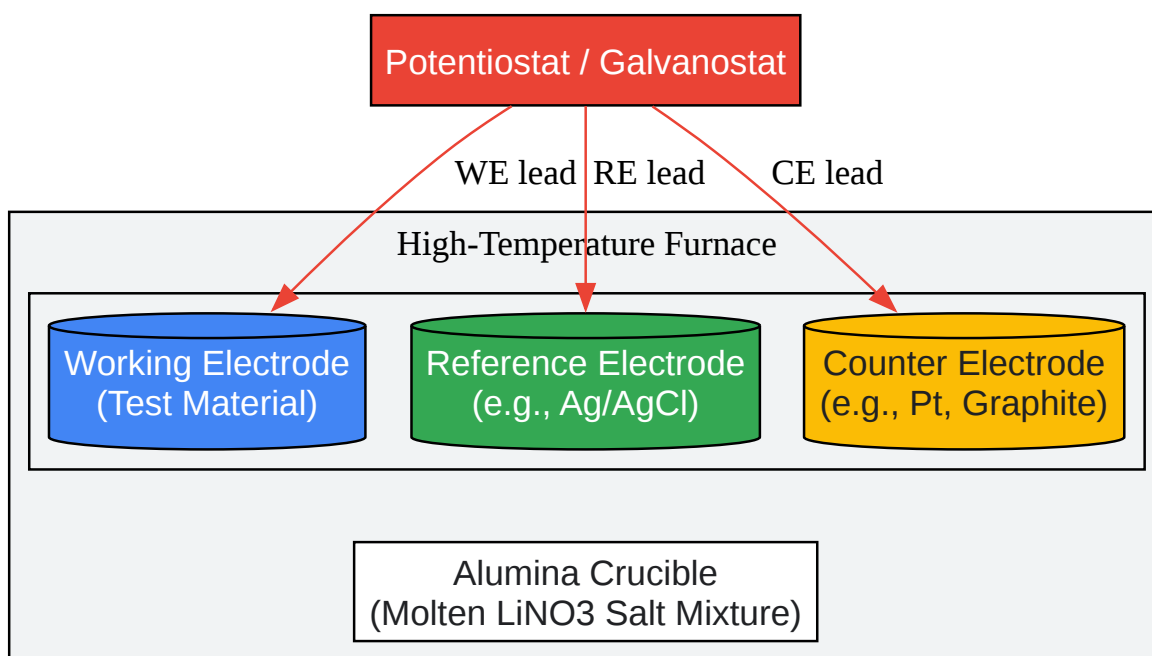 Potentiostat / Galvanostat
WE lead
RE lead
CE lead
High-Temperature Furnace
Working Electrode
(Test Material)
Reference Electrode
(e.g., Ag/AgCl)
Counter Electrode
(e.g., Pt, Graphite)
Alumina Crucible
(Molten LiNO3 Salt Mixture)